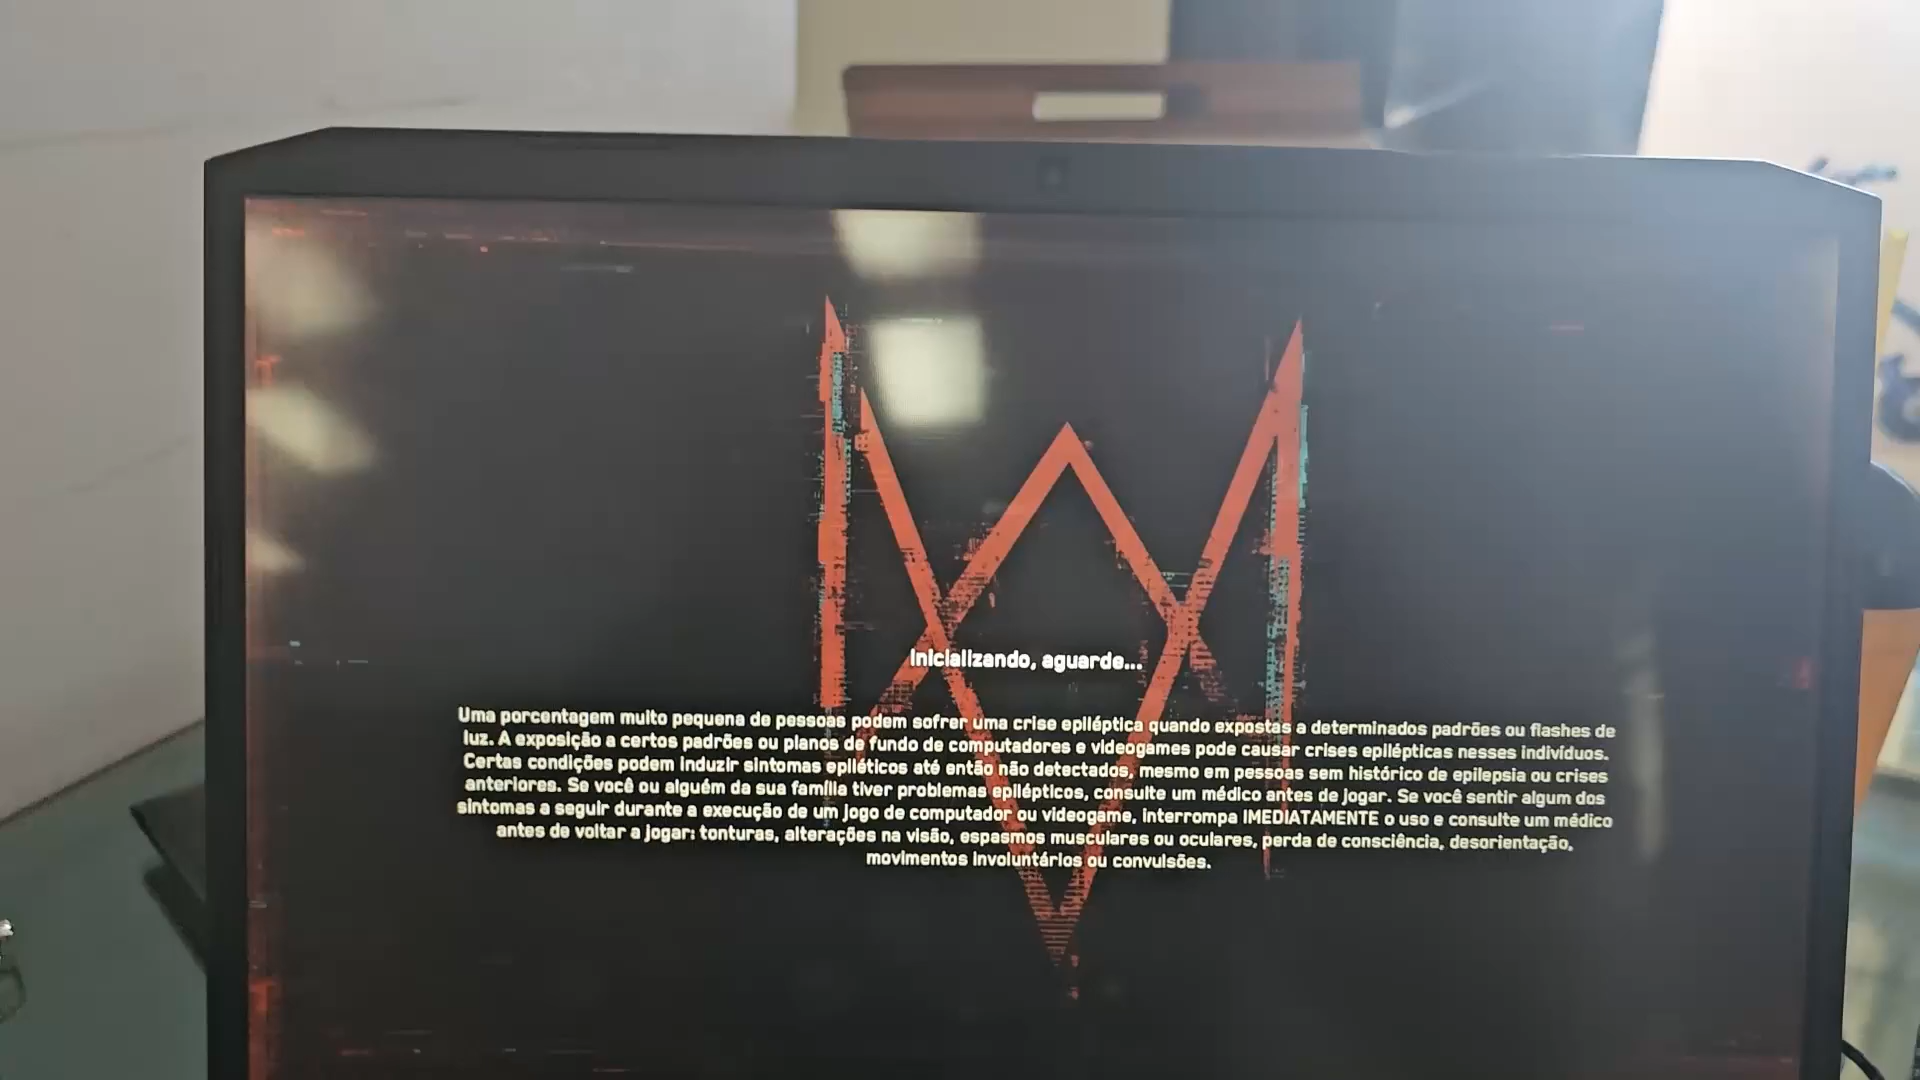 Inicializando, aguarde...
Uma porcentagem muito pequena de pessoas podem sofrer uma crise epiléptica quando expostas a determinados padrões ou flashes de
luz. A exposição a certos padrões ou planos de fundo de computadores e videogames pode causar crises epilépticas nesses indivíduos.
Certas condições podem induzir sintomas epiléticos até então não detectados, mesmo em pessoas sem histórico de epilepsia ou crises
anteriores. Se você ou alguém da sua família tiver problemas epilépticos, consulte um médico antes de jogar. Se você sentir algum dos
sintomas a seguir durante a execução de um jogo de computador ou videogame, interrompa IMEDIATAMENTE o uso e consulte um médico
antes de voltar a jogar: tonturas, alterações na visão, espasmos musculares ou oculares, perda de consciência, desorientação,
movimentos involuntários ou convulsões.